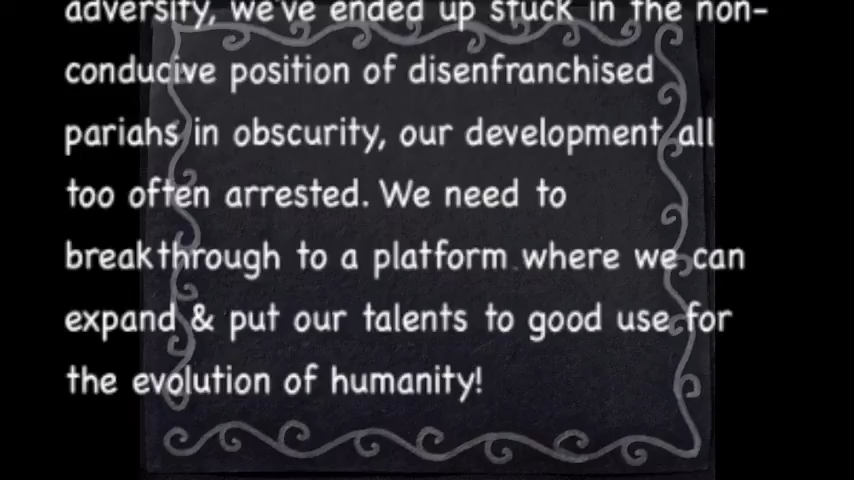 adversity, we've ended up stuck in the non-
conducive position of disenfranchised
pariahs in obscurity, our development all
too often arrested. We need to
breakthrough to a platform where we can
expand & put our talents to good use for
the evolution of humanity!